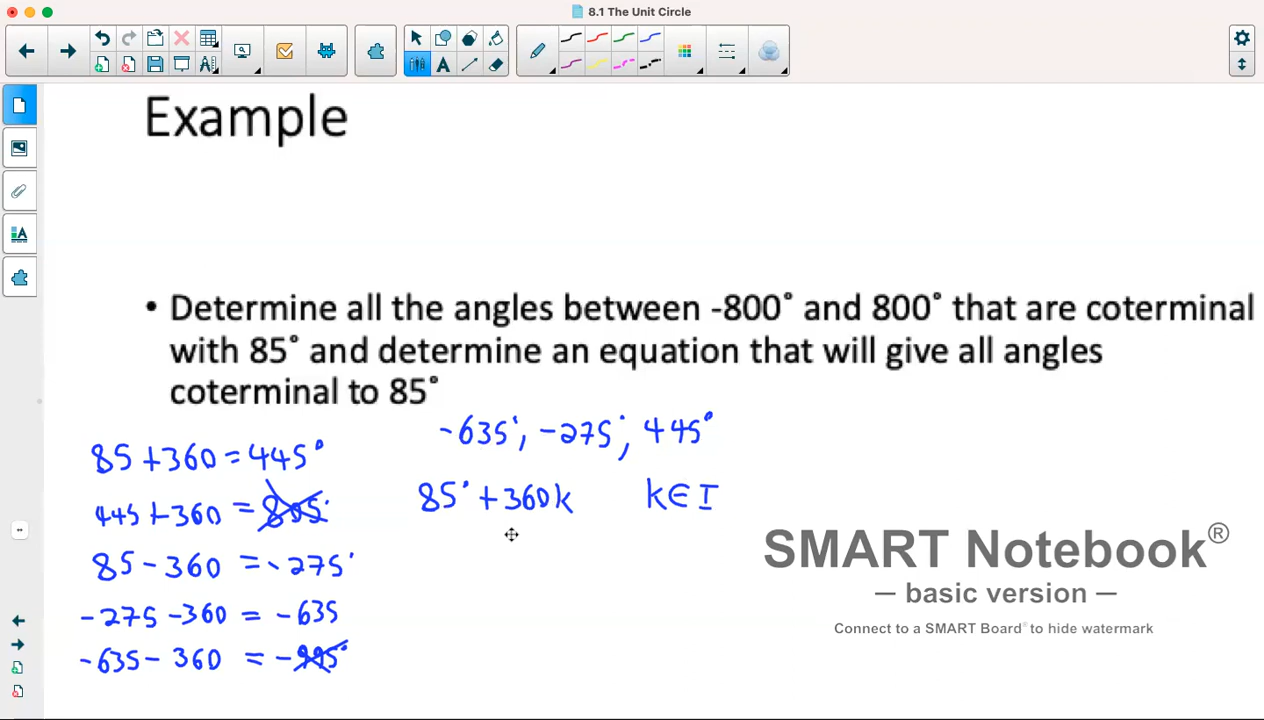 8.1 The Unit Circle
Example
• Determine all the angles between -800° and 800° that are coterminal
with 85° and determine an equation that will give all angles
coterminal to 85°
-635°, -275°, 445°
85 + 360 = 445°
85° + 360k k ∈ I
445 + 360 = 805°
85 - 360 = -275°
-275 - 360 = -635
-635 - 360 = -995°
SMART Notebook®
— basic version —
Connect to a SMART Board° to hide watermark